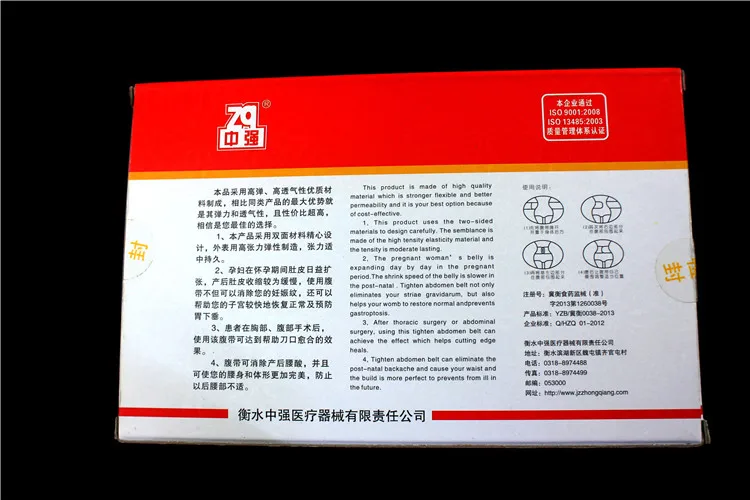 zq®
中强
本企业通过
ISO 9001:2008
ISO 13485:2003
质量管理体系认证
本品采用高弹、高透气性优质材
料制成，相比同类产品的最大优势就
是其弹力和透气性，且性价比超高，
相信是您最佳的选择。
1、本产品采用双面材料精心设
计，外表用高张力弹性制造，张力适
中持久。
2、孕妇在怀孕期间肚皮日益扩
张，产后肚皮收缩较为缓慢，使用腹
带不但可以消除您的妊娠纹，还可以
帮助您的子宫较快地恢复正常及预防
胃下垂。
3、患者在胸部、腹部手术后，
使用该腹带可达到帮助刀口愈合的效
果。
4、腹带可消除产后腰酸，并且
可使您的腰身和体形更加完美，防止
以后腰部不适。
This product is made of high quality
material which is stronger flexible and better
permeability and it is your best option because
of cost-effective.
1、This product uses the two-sided
materials to design carefully. The semblance is
made of the high tensity elasticity material and
the tensity is moderate lasting.
2、The pregnant woman's belly is
expanding day by day in the pregnant
period.The shrink speed of the belly is slower
in the post-natal . Tighten abdomen belt not only
eliminates your striae gravidarum, but also
helps your womb to restore normal andprevents
gastroptosis.
3、After thoracic surgery or abdominal
surgery, using this tighten abdomen belt can
achieve the effect which helps cutting edge
heals.
4、Tighten abdomen belt can eliminate the
post-natal backache and cause your waist and
the build is more perfect to prevents from ill in
the future.
使用说明：
(1)
(2)
(3)
(4)
注册号：冀衡食药监械（准）
字2013第1260038号
产品标准：YZB/冀衡0038-2013
企业标准：Q/HZQ 01-2012
衡水中强医疗器械有限责任公司
地址：衡水滨湖新区魏屯镇齐官屯村
电话：0318-8974488
传真：0318-8974499
邮编：053000
网址：http://www.jzzhongqiang.com
封
封
衡水中强医疗器械有限责任公司